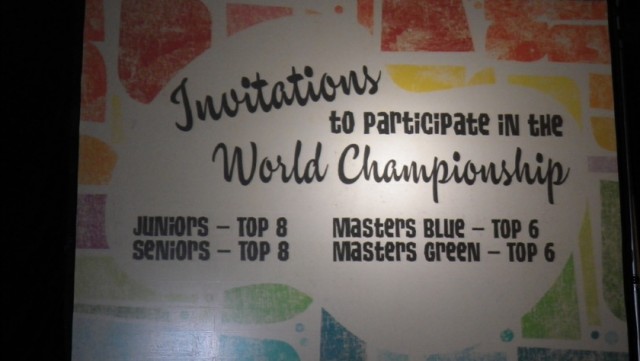 Invitations
to participate in the
World Championship
Juniors – Top 8
Masters Blue – Top 6
Seniors – Top 8
Masters Green – Top 6